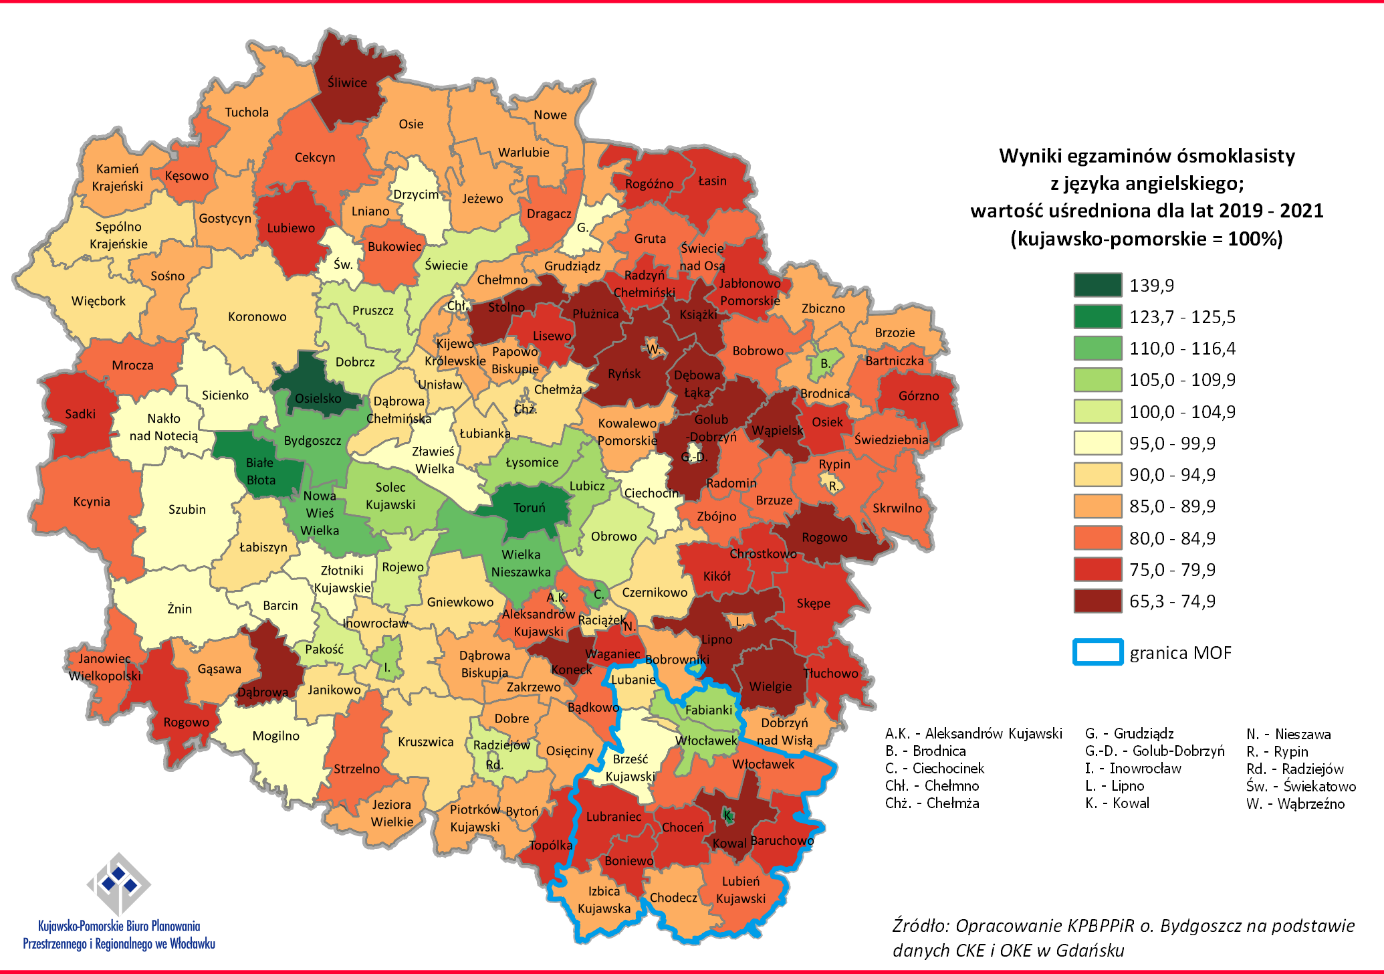 Wyniki egzaminów ósmoklasisty
z języka angielskiego;
wartość uśredniona dla lat 2019 - 2021
(kujawsko-pomorskie = 100%)
139,9
123,7 - 125,5
110,0 - 116,4
105,0 - 109,9
100,0 - 104,9
95,0 - 99,9
90,0 - 94,9
85,0 - 89,9
80,0 - 84,9
75,0 - 79,9
65,3 - 74,9
granica MOF
Śliwice
Tuchola
Osie
Nowe
Warlubie
Cekcyn
Kamień
Krajeński
Kęsowo
Rogóźno
Łasin
Drzycim
Jeżewo
Lniano
Dragacz
Gostycyn
Lubiewo
Sępólno
Krajeńskie
G.
Bukowiec
Gruta
Świecie
nad Osą
Św.
Świecie
Grudziądz
Sośno
Chełmno
Radzyń
Chełmiński
Jabłonowo
Pomorskie
Więcbork
Koronowo
Pruszcz
Chł.
Stolno
Płużnica
Książki
Zbiczno
Brzozie
Lisewo
Kijewo
Królewskie
Papowo
Biskupie
W.
Bobrowo
B.
Bartniczka
Mrocza
Dobrcz
Unisław
Chełmża
Ryńsk
Dębowa
Łąka
Brodnica
Górzno
Sicienko
Osielsko
Dąbrowa
Chełmińska
Chż.
Sadki
Nakło
nad Notecią
Bydgoszcz
Łubianka
Kowalewo
Pomorskie
Golub
-Dobrzyń
G.-D.
Wąpielsk
Osiek
Świedziebnia
Białe
Błota
Zławieś
Wielka
Łysomice
Rypin
R.
Kcynia
Szubin
Nowa
Wieś
Wielka
Solec
Kujawski
Lubicz
Ciechocin
Radomin
Brzuze
Skrwilno
Toruń
Zbójno
Łabiszyn
Obrowo
Rogowo
Wielka
Nieszawka
Chrostkowo
Złotniki
Kujawskie
Rojewo
Kikół
Żnin
Barcin
Gniewkowo
A.K.
C.
Czernikowo
Skępe
Inowrocław
Aleksandrów
Kujawski
Raciążek
N.
L.
Lipno
Pakość
I.
Dąbrowa
Biskupia
Waganiec
Koneck
Bobrowniki
Janowiec
Wielkopolski
Gąsawa
Dąbrowa
Janikowo
Zakrzewo
Lubanie
Wielgie
Tłuchowo
Rogowo
Bądkowo
Fabianki
Mogilno
Kruszwica
Dobre
Dobrzyń
nad Wisłą
Radziejów
Rd.
Osięciny
Włocławek
Strzelno
Brześć
Kujawski
Włocławek
Jeziora
Wielkie
Piotrków
Kujawski
Bytoń
Lubraniec
Choceń
K.
Kowal
Baruchowo
Topólka
Boniewo
Izbica
Kujawska
Chodecz
Lubień
Kujawski
A.K. - Aleksandrów Kujawski
B. - Brodnica
C. - Ciechocinek
Chł. - Chełmno
Chż. - Chełmża
G. - Grudziądz
G.-D. - Golub-Dobrzyń
I. - Inowrocław
L. - Lipno
K. - Kowal
N. - Nieszawa
R. - Rypin
Rd. - Radziejów
Św. - Świekatowo
W. - Wąbrzeźno
Kujawsko-Pomorskie Biuro Planowania
Przestrzennego i Regionalnego we Włocławku
Źródło: Opracowanie KPBPPiR o. Bydgoszcz na podstawie
danych CKE i OKE w Gdańsku